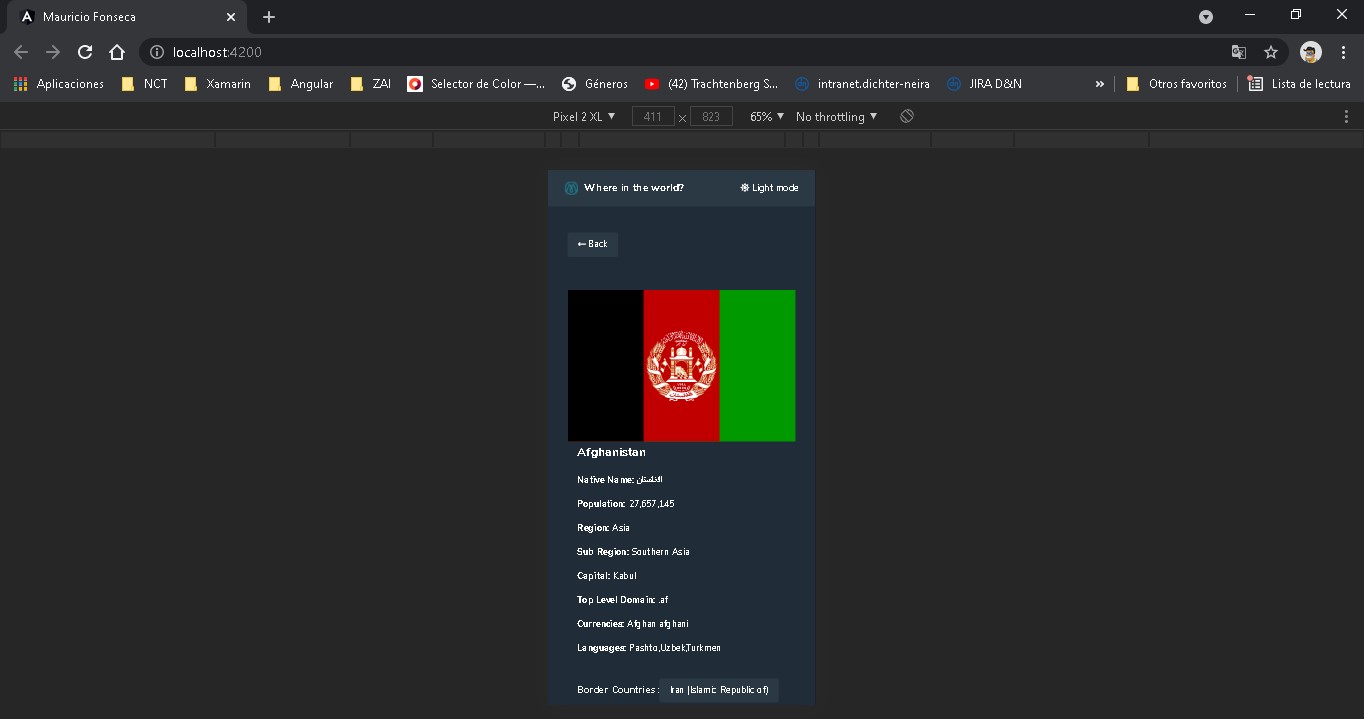 Mauricio Fonseca
localhost:4200
Aplicaciones NCT Xamarin Angular ZAI Selector de Color —... Géneros (42) Trachtenberg S... intranet.dichter-neira JIRA D&N » Otros favoritos Lista de lectura
Pixel 2 XL 411 × 823 65% No throttling
Where in the world? Light mode
← Back
Afghanistan
Native Name: افغانستان
Population: 27,657,145
Region: Asia
Sub Region: Southern Asia
Capital: Kabul
Top Level Domain: .af
Currencies: Afghan afghani
Languages: Pashto,Uzbek,Turkmen
Border Countries: Iran (Islamic Republic of)